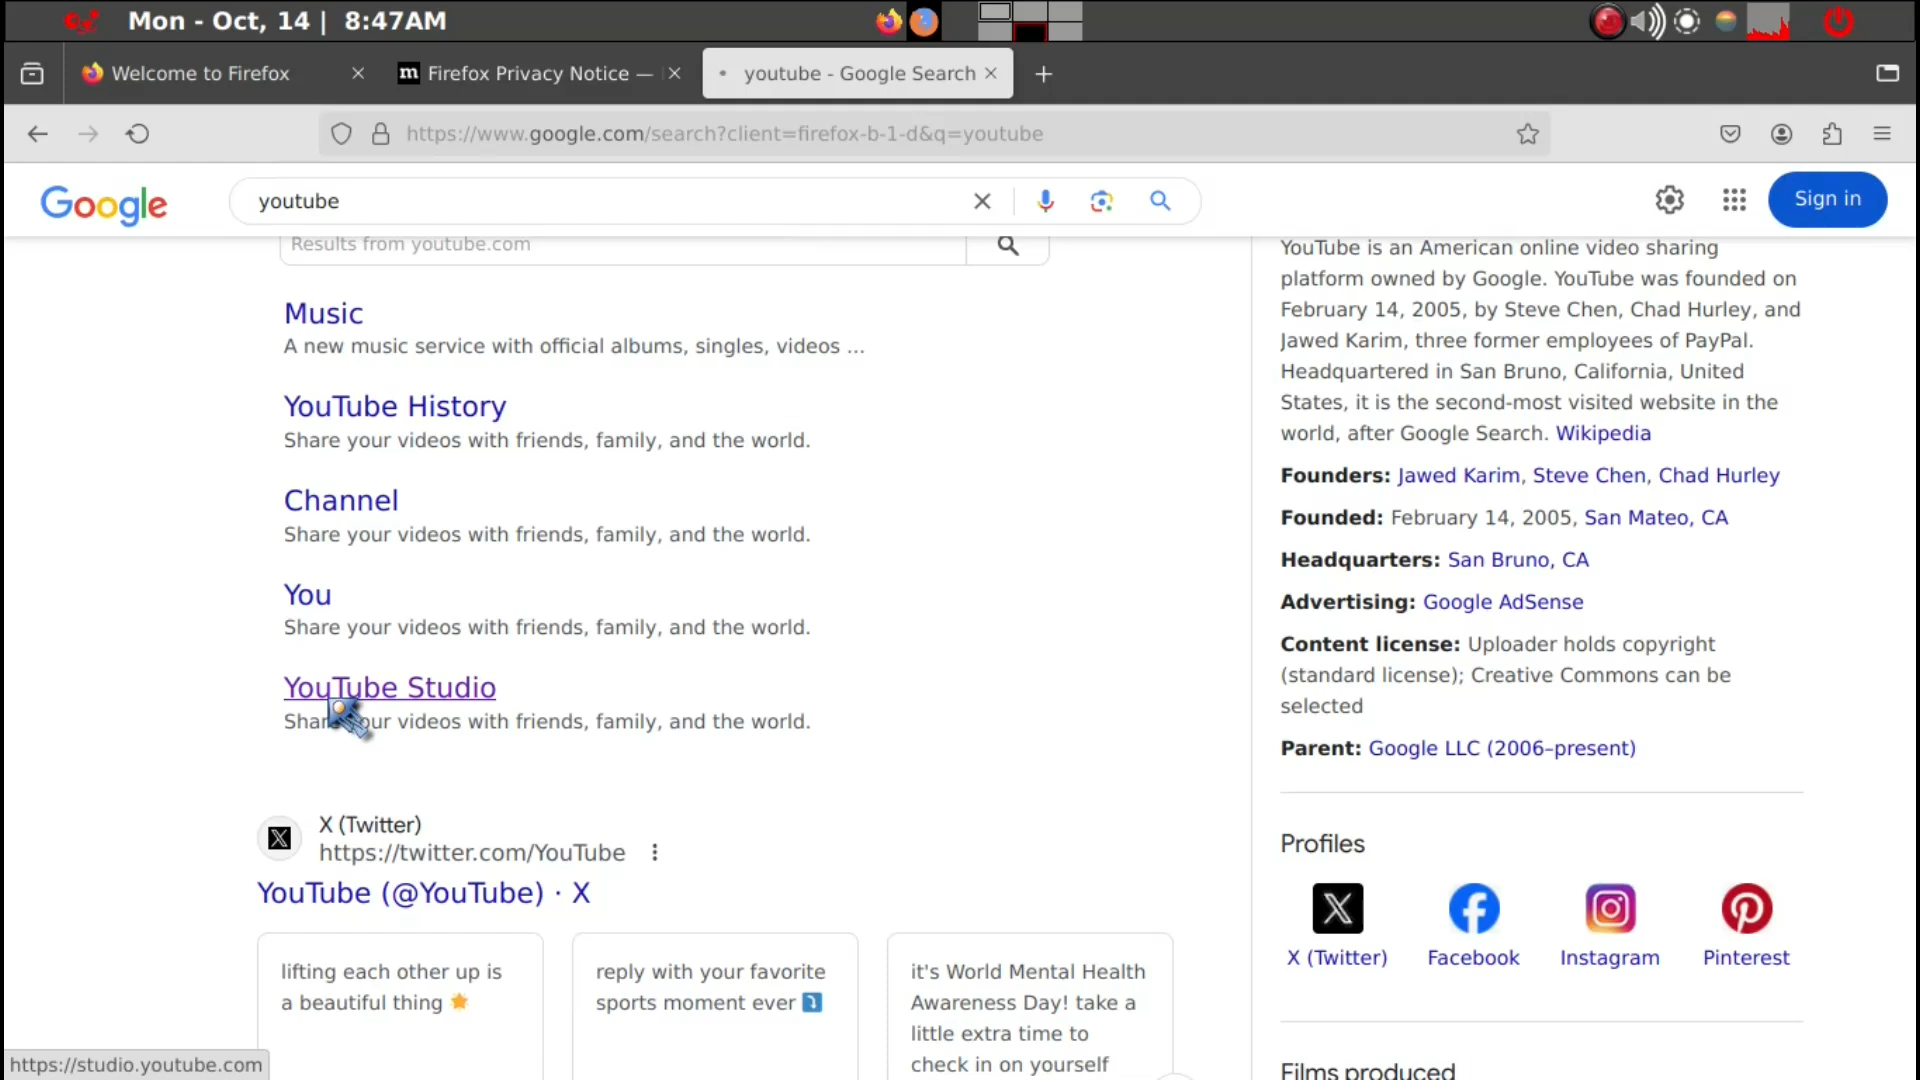 Mon - Oct, 14 | 8:47AM
Welcome to Firefox
Firefox Privacy Notice —
youtube - Google Search
https://www.google.com/search?client=firefox-b-1-d&q=youtube
Google
youtube
Sign in
Results from youtube.com
Music
A new music service with official albums, singles, videos ...
YouTube History
Share your videos with friends, family, and the world.
Channel
Share your videos with friends, family, and the world.
You
Share your videos with friends, family, and the world.
YouTube Studio
Share your videos with friends, family, and the world.
X (Twitter)
https://twitter.com/YouTube
YouTube (@YouTube) · X
lifting each other up is
a beautiful thing 🌟
reply with your favorite
sports moment ever ⤵️
it's World Mental Health
Awareness Day! take a
little extra time to
check in on yourself
https://studio.youtube.com
YouTube is an American online video sharing
platform owned by Google. YouTube was founded on
February 14, 2005, by Steve Chen, Chad Hurley, and
Jawed Karim, three former employees of PayPal.
Headquartered in San Bruno, California, United
States, it is the second-most visited website in the
world, after Google Search. Wikipedia
Founders: Jawed Karim, Steve Chen, Chad Hurley
Founded: February 14, 2005, San Mateo, CA
Headquarters: San Bruno, CA
Advertising: Google AdSense
Content license: Uploader holds copyright
(standard license); Creative Commons can be
selected
Parent: Google LLC (2006–present)
Profiles
X (Twitter)
Facebook
Instagram
Pinterest
Films produced